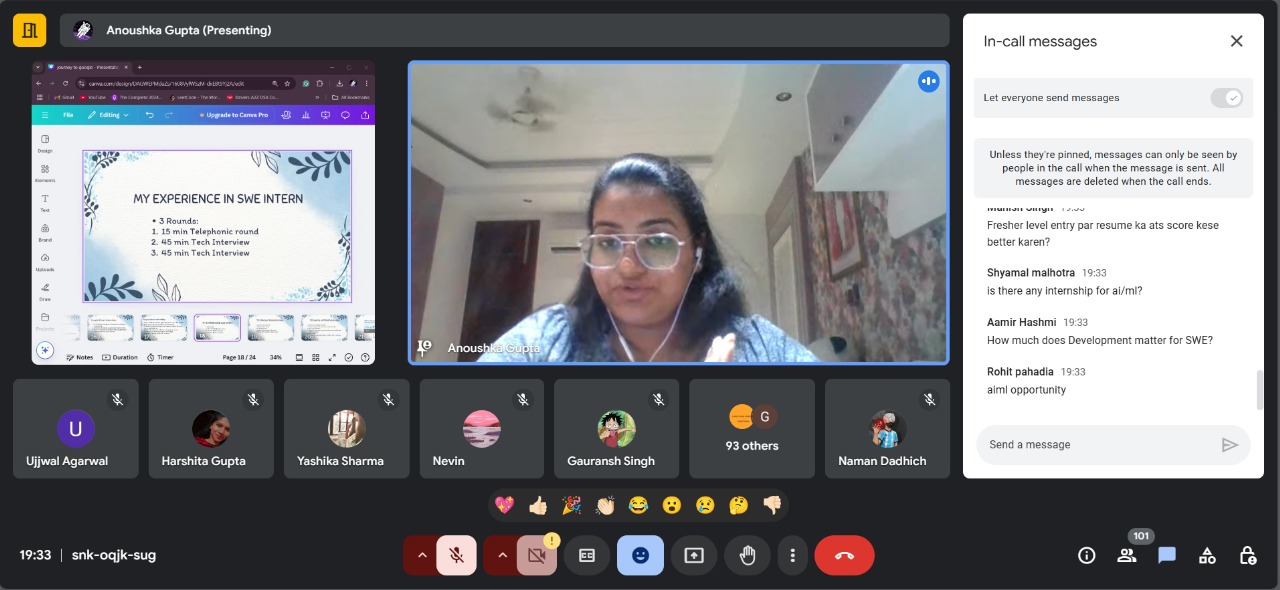 Anoushka Gupta (Presenting)
Gmail
YouTube
All Bookmarks
File
Editing
Upgrade to Canva Pro
Design
Elements
Text
Brand
Uploads
Draw
Projects
MY EXPERIENCE IN SWE INTERN
3 Rounds:
1. 15 min Telephonic round
2. 45 min Tech Interview
3. 45 min Tech Interview
Notes
Duration
Timer
Page 18 / 24
34%
Anoushka Gupta
U
Ujjwal Agarwal
Harshita Gupta
Yashika Sharma
Nevin
Gauransh Singh
G
93 others
Naman Dadhich
19:33 | snk-oqjk-sug
101
In-call messages
Let everyone send messages
Unless they're pinned, messages can only be seen by
people in the call when the message is sent. All
messages are deleted when the call ends.
Manish Singh 19:33
Fresher level entry par resume ka ats score kese
better karen?
Shyamal malhotra 19:33
is there any internship for ai/ml?
Aamir Hashmi 19:33
How much does Development matter for SWE?
Rohit pahadia 19:33
aiml opportunity
Send a message